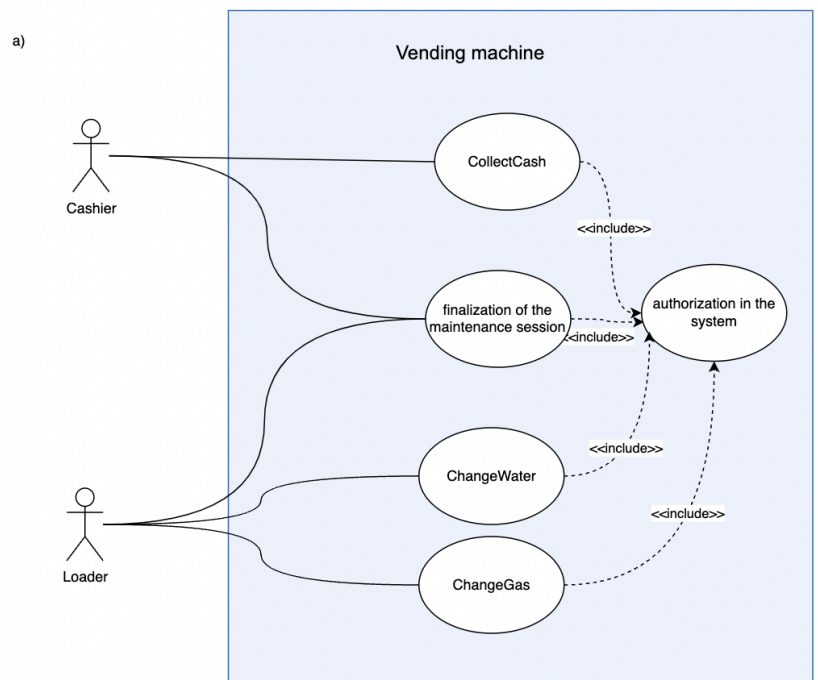 a)
Vending machine
Cashier
CollectCash
<<include>>
finalization of the
maintenance session
<<include>>
authorization in the
system
ChangeWater
<<include>>
<<include>>
Loader
ChangeGas